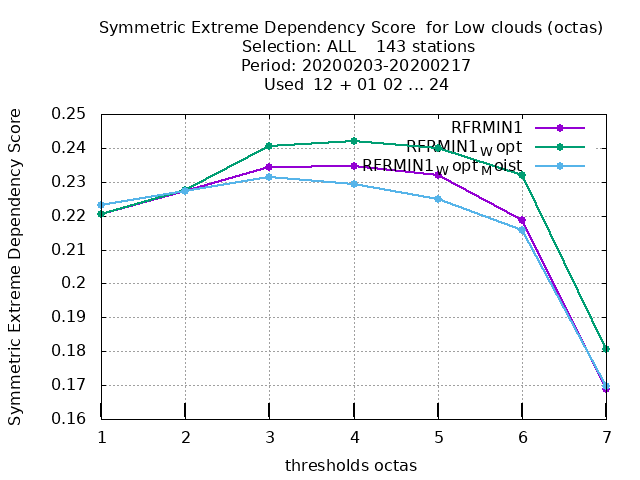 Symmetric Extreme Dependency Score  for Low clouds (octas)
Selection: ALL    143 stations
Period: 20200203-20200217
Used  12 + 01 02 ... 24
Symmetric Extreme Dependency Score
0.25
0.24
0.23
0.22
0.21
0.2
0.19
0.18
0.17
0.16
RFRMIN1
RFRMIN1_Wopt
RFRMIN1_Wopt_Moist
1 2 3 4 5 6 7
thresholds octas